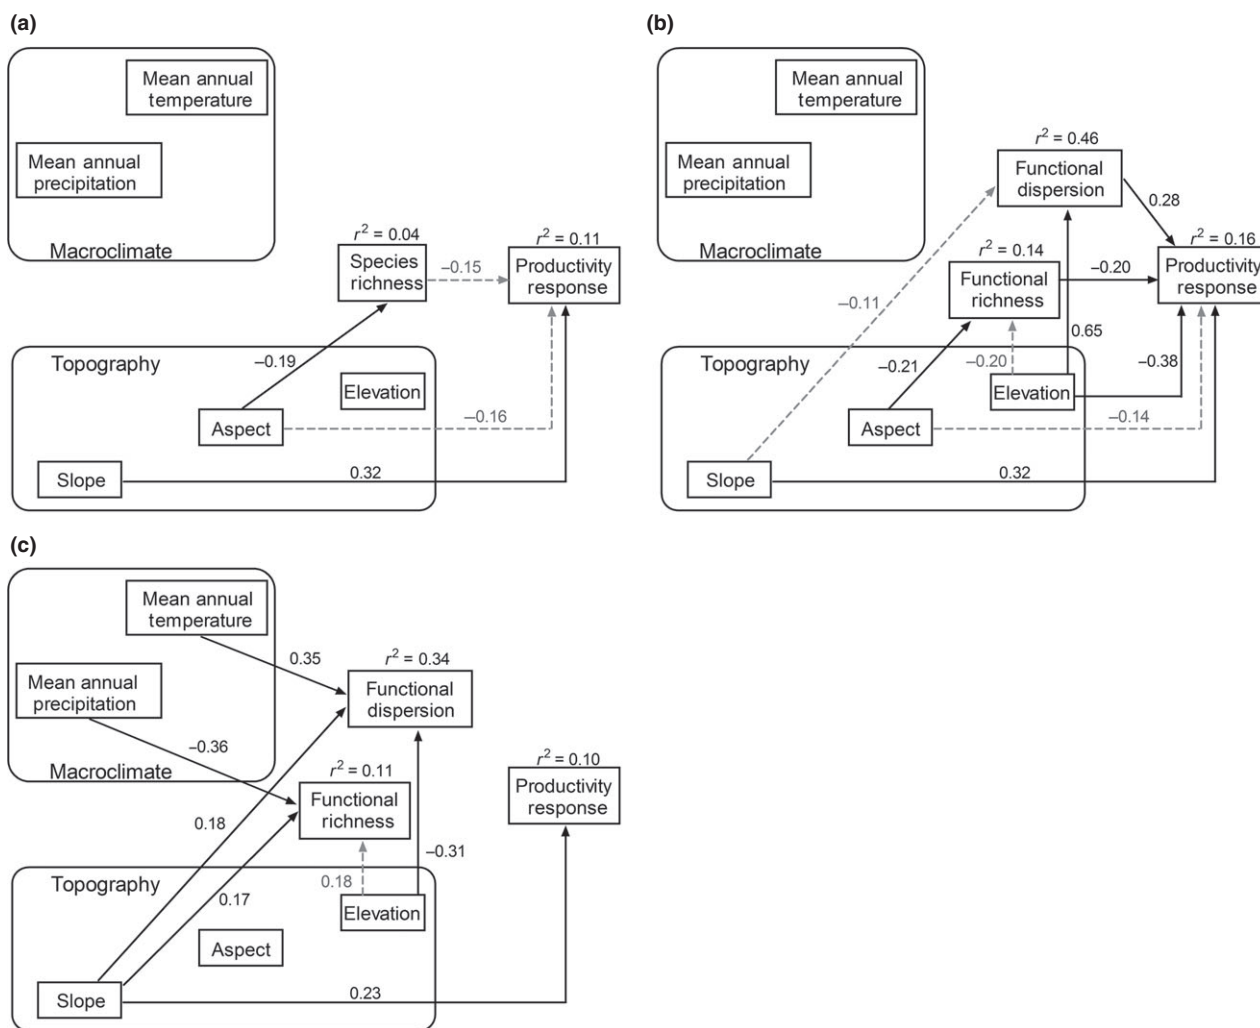 (a)
Mean annual
temperature
Mean annual
precipitation
Macroclimate
r² = 0.04
Species
richness
r² = 0.11
Productivity
response
–0.15
–0.19
Topography
Elevation
Aspect
–0.16
Slope
0.32
(b)
Mean annual
temperature
Mean annual
precipitation
Macroclimate
r² = 0.46
Functional
dispersion
0.28
r² = 0.14
Functional
richness
–0.20
r² = 0.16
Productivity
response
–0.11
0.65
–0.20
–0.21
–0.38
Topography
Elevation
Aspect
–0.14
Slope
0.32
(c)
Mean annual
temperature
0.35
Mean annual
precipitation
–0.36
Macroclimate
r² = 0.34
Functional
dispersion
r² = 0.11
Functional
richness
r² = 0.10
Productivity
response
0.18
–0.31
0.18
0.17
Topography
Elevation
Aspect
Slope
0.23